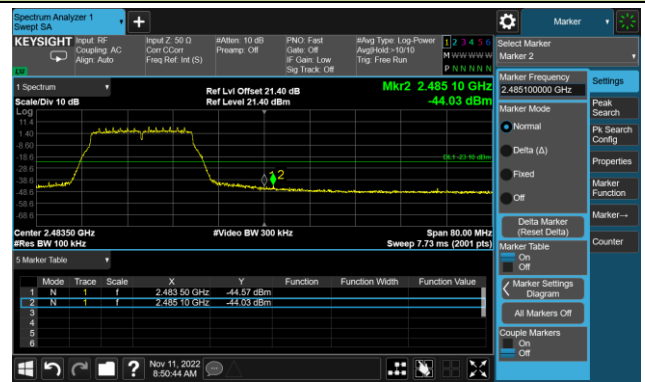 Spectrum Analyzer 1
Swept SA
Marker
KEYSIGHT
Input: RF
Coupling: AC
Align: Auto
Input Z: 50 Ω
Corr CCorr
Freq Ref: Int (S)
#Atten: 10 dB
Preamp: Off
PNO: Fast
Gate: Off
IF Gain: Low
Sig Track: Off
#Avg Type: Log-Power
Avg|Hold:>10/10
Trig: Free Run
1 2 3 4 5 6
M W W W W W
P N N N N N
LV
Select Marker
Marker 2
1 Spectrum
Ref Lvl Offset 21.40 dB
Mkr2 2.485 10 GHz
Scale/Div 10 dB
Ref Level 21.40 dBm
-44.03 dBm
Log
11.4
1.40
-8.60
-18.6
-28.6
-38.6
-48.6
-58.6
-68.6
DL1 -23.10 dBm
2
Center 2.48350 GHz
#Video BW 300 kHz
Span 80.00 MHz
#Res BW 100 kHz
Sweep 7.73 ms (2001 pts)
5 Marker Table
Mode Trace Scale X Y Function Function Width Function Value
1 N 1 f 2.483 50 GHz -44.57 dBm
2 N 1 f 2.485 10 GHz -44.03 dBm
3
4
5
6
Marker Frequency
2.485100000 GHz
Marker Mode
Normal
Delta (Δ)
Fixed
Off
Delta Marker
(Reset Delta)
Marker Table
On
Off
Marker Settings
Diagram
All Markers Off
Couple Markers
On
Off
Settings
Peak
Search
Pk Search
Config
Properties
Marker
Function
Marker→
Counter
?
Nov 11, 2022
8:50:44 AM